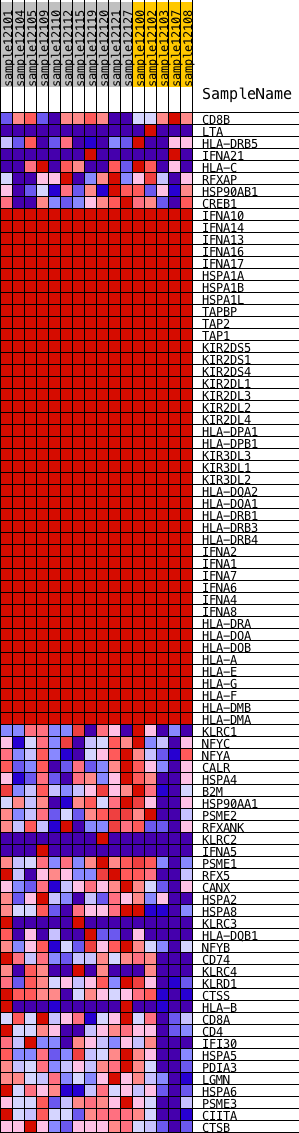 sample12101
sample12104
sample12105
sample12109
sample12110
sample12112
sample12115
sample12119
sample12120
sample12121
sample12122
sample12100
sample12102
sample12103
sample12107
sample12108
SampleName
CD8B
LTA
HLA-DRB5
IFNA21
HLA-C
RFXAP
HSP90AB1
CREB1
IFNA10
IFNA14
IFNA13
IFNA16
IFNA17
HSPA1A
HSPA1B
HSPA1L
TAPBP
TAP2
TAP1
KIR2DS5
KIR2DS1
KIR2DS4
KIR2DL1
KIR2DL3
KIR2DL2
KIR2DL4
HLA-DPA1
HLA-DPB1
KIR3DL3
KIR3DL1
KIR3DL2
HLA-DQA2
HLA-DQA1
HLA-DRB1
HLA-DRB3
HLA-DRB4
IFNA2
IFNA1
IFNA7
IFNA6
IFNA4
IFNA8
HLA-DRA
HLA-DOA
HLA-DOB
HLA-A
HLA-E
HLA-G
HLA-F
HLA-DMB
HLA-DMA
KLRC1
NFYC
NFYA
CALR
HSPA4
B2M
HSP90AA1
PSME2
RFXANK
KLRC2
IFNA5
PSME1
RFX5
CANX
HSPA2
HSPA8
KLRC3
HLA-DQB1
NFYB
CD74
KLRC4
KLRD1
CTSS
HLA-B
CD8A
CD4
IFI30
HSPA5
PDIA3
LGMN
HSPA6
PSME3
CIITA
CTSB